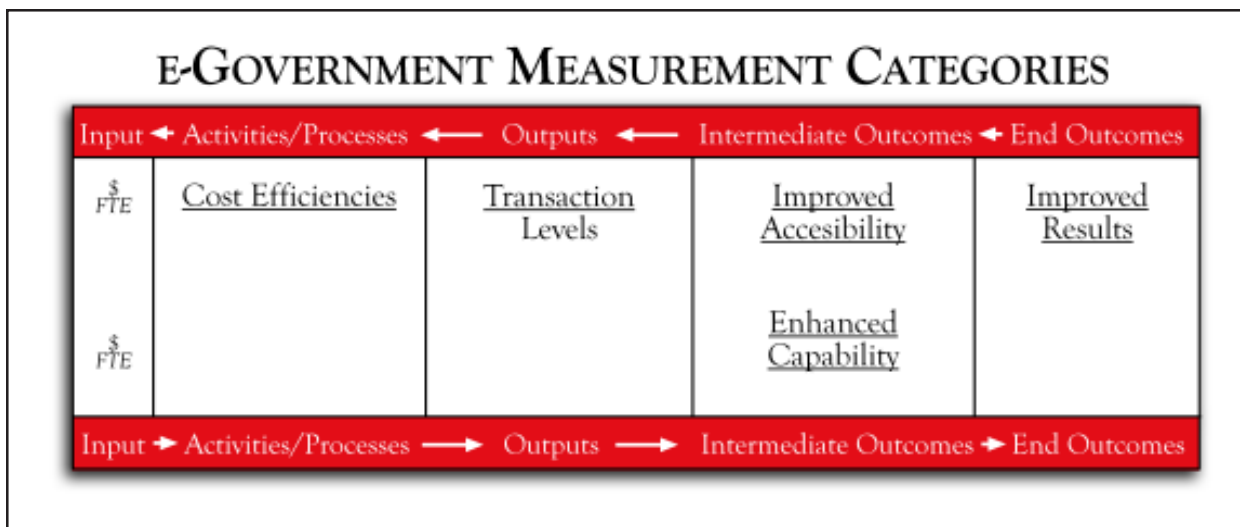 E-GOVERNMENT MEASUREMENT CATEGORIES
Input Activities/Processes Outputs Intermediate Outcomes End Outcomes
$
FTE
Cost Efficiencies
Transaction
Levels
Improved
Accesibility
Improved
Results
$
FTE
Enhanced
Capability
Input Activities/Processes Outputs Intermediate Outcomes End Outcomes